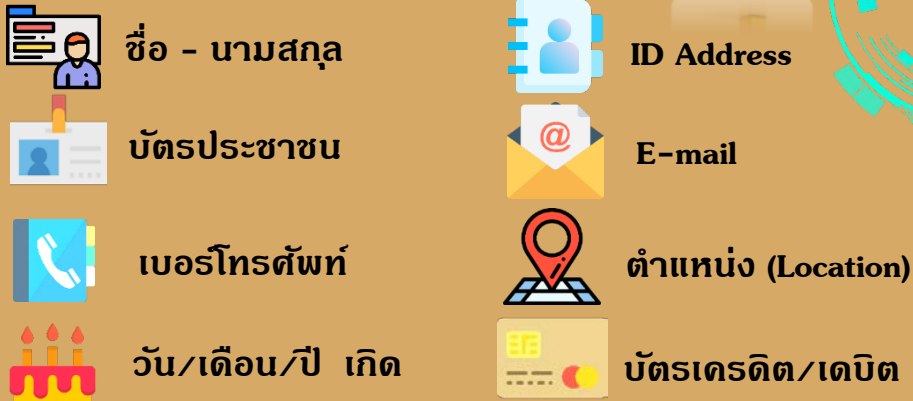 ชื่อ - นามสกุล
ID Address
บัตรประชาชน
E-mail
เบอร์โทรศัพท์
ตำแหน่ง (Location)
วัน/เดือน/ปี เกิด
บัตรเครดิต/เดบิต